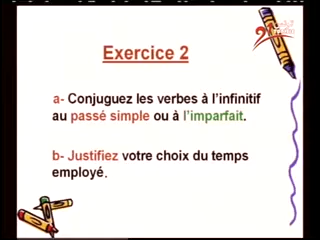 Exercice 2
a- Conjuguez les verbes à l'infinitif
au passé simple ou à l'imparfait.
b- Justifiez votre choix du temps
employé.